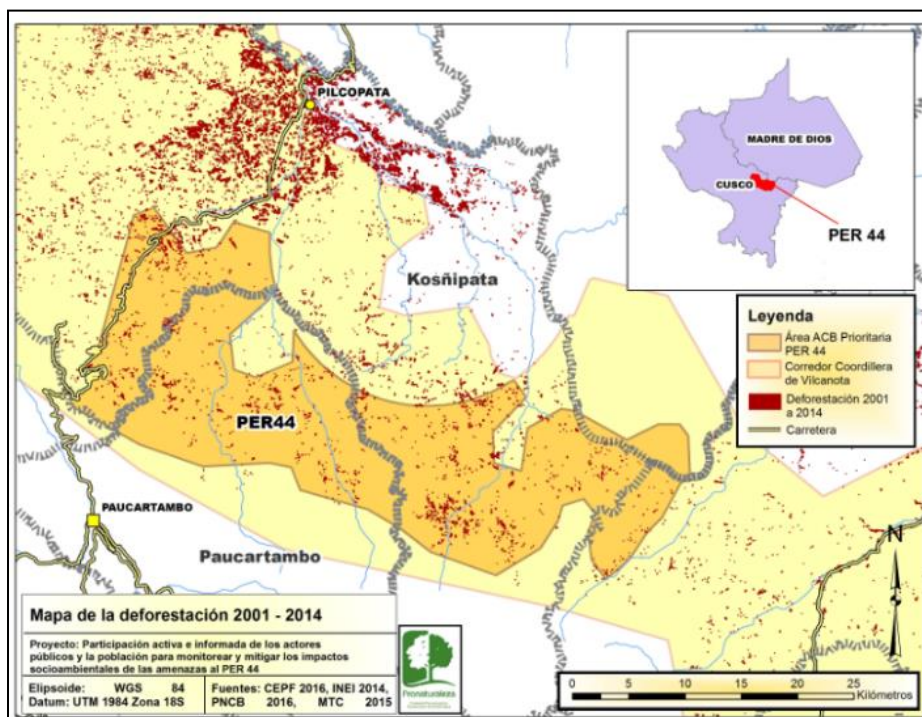 PILCOPATA
MADRE DE DIOS
CUSCO
PER 44
Kosñipata
Leyenda
Área ACB Prioritaria
PER 44
Corredor Coordillera
de Vilcanota
Deforestación 2001
a 2014
Carretera
PER44
PAUCARTAMBO
Paucartambo
N
Mapa de la deforestación 2001 - 2014
Proyecto: Participación activa e informada de los actores
públicos y la población para monitorear y mitigar los impactos
socioambientales de las amenazas al PER 44
Elipsoide: WGS 84
Datum: UTM 1984 Zona 18S
Fuentes: CEPF 2016, INEI 2014,
PNCB 2016, MTC 2015
Pronaturaleza
0 5 10 15 20 25
Kilómetros